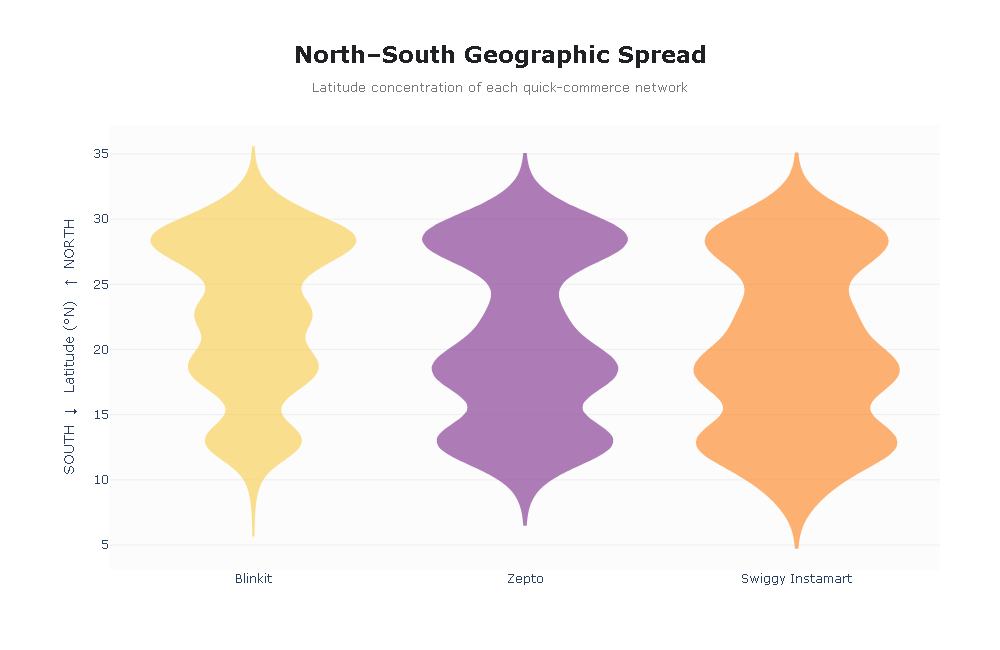 North–South Geographic Spread
Latitude concentration of each quick-commerce network
SOUTH ↓  Latitude (°N)  ↑ NORTH
35
30
25
20
15
10
5
Blinkit
Zepto
Swiggy Instamart